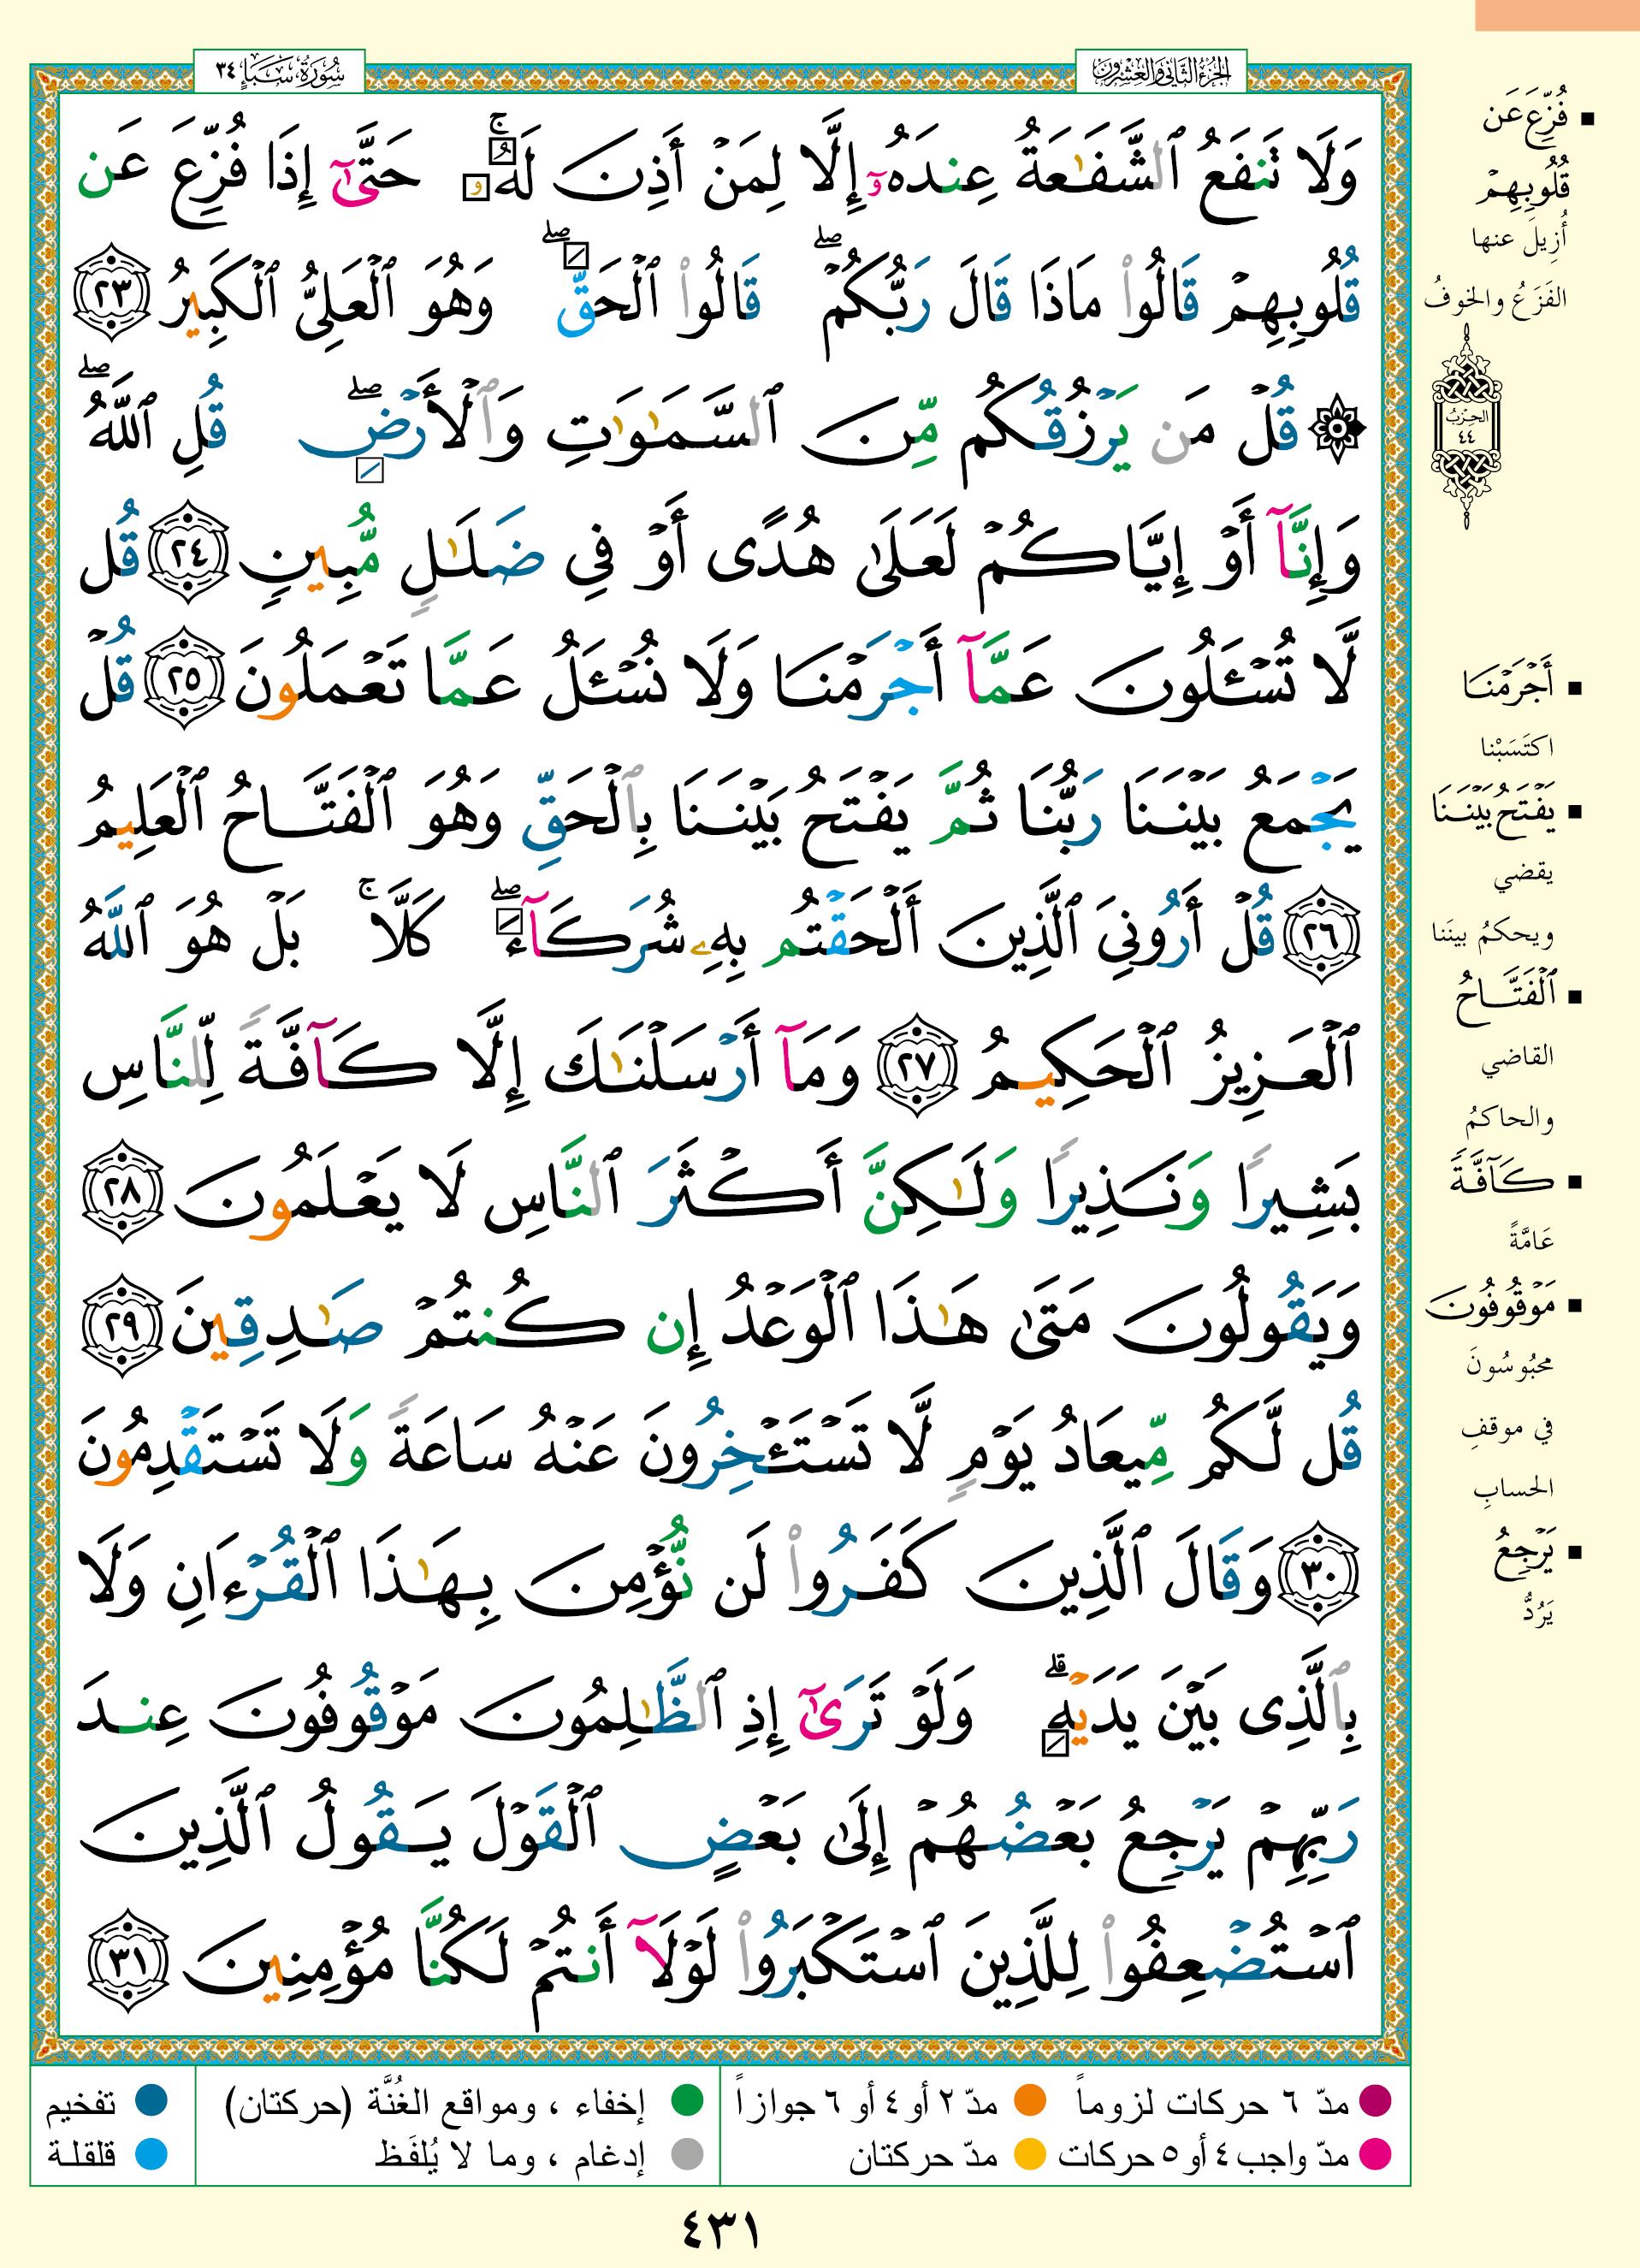 الجزء الثاني والعشرون
سورة سبإ ٣٤
وَلَا تَنفَعُ ٱلشَّفَٰعَةُ عِندَهُۥٓ إِلَّا لِمَنْ أَذِنَ لَهُۥ ۚ حَتَّىٰٓ إِذَا فُزِّعَ عَن
قُلُوبِهِمْ قَالُوا۟ مَاذَا قَالَ رَبُّكُمْ ۖ قَالُوا۟ ٱلْحَقَّ ۖ وَهُوَ ٱلْعَلِىُّ ٱلْكَبِيرُ ٢٣
۞ قُلْ مَن يَرْزُقُكُم مِّنَ ٱلسَّمَٰوَٰتِ وَٱلْأَرْضِ ۖ قُلِ ٱللَّهُ ۖ
وَإِنَّآ أَوْ إِيَّاكُمْ لَعَلَىٰ هُدًى أَوْ فِى ضَلَٰلٍ مُّبِينٍ ٢٤ قُل
لَّا تُسْـَٔلُونَ عَمَّآ أَجْرَمْنَا وَلَا نُسْـَٔلُ عَمَّا تَعْمَلُونَ ٢٥ قُلْ
يَجْمَعُ بَيْنَنَا رَبُّنَا ثُمَّ يَفْتَحُ بَيْنَنَا بِٱلْحَقِّ وَهُوَ ٱلْفَتَّاحُ ٱلْعَلِيمُ
٢٦ قُلْ أَرُونِىَ ٱلَّذِينَ أَلْحَقْتُم بِهِۦ شُرَكَآءَ ۖ كَلَّا ۚ بَلْ هُوَ ٱللَّهُ
ٱلْعَزِيزُ ٱلْحَكِيمُ ٢٧ وَمَآ أَرْسَلْنَٰكَ إِلَّا كَآفَّةً لِّلنَّاسِ
بَشِيرًا وَنَذِيرًا وَلَٰكِنَّ أَكْثَرَ ٱلنَّاسِ لَا يَعْلَمُونَ ٢٨
وَيَقُولُونَ مَتَىٰ هَٰذَا ٱلْوَعْدُ إِن كُنتُمْ صَٰدِقِينَ ٢٩
قُل لَّكُم مِّيعَادُ يَوْمٍ لَّا تَسْتَـْٔخِرُونَ عَنْهُ سَاعَةً وَلَا تَسْتَقْدِمُونَ
٣٠ وَقَالَ ٱلَّذِينَ كَفَرُوا۟ لَن نُّؤْمِنَ بِهَٰذَا ٱلْقُرْءَانِ وَلَا
بِٱلَّذِى بَيْنَ يَدَيْهِ ۗ وَلَوْ تَرَىٰٓ إِذِ ٱلظَّٰلِمُونَ مَوْقُوفُونَ عِندَ
رَبِّهِمْ يَرْجِعُ بَعْضُهُمْ إِلَىٰ بَعْضٍ ٱلْقَوْلَ يَقُولُ ٱلَّذِينَ
ٱسْتُضْعِفُوا۟ لِلَّذِينَ ٱسْتَكْبَرُوا۟ لَوْلَآ أَنتُمْ لَكُنَّا مُؤْمِنِينَ ٣١
▪ فُزِّعَ عَن
قُلُوبِهِمْ
أُزِيلَ عنها
الفَزَعُ والخوفُ
الحزب
٤٤
▪ أَجْرَمْنَا
اكتَسَبْنا
▪ يَفْتَحُ بَيْنَنَا
يقضي
ويحكمُ بينَنا
▪ ٱلْفَتَّاحُ
القاضي
والحاكمُ
▪ كَآفَّةً
عَامَّةً
▪ مَوْقُوفُونَ
محبُوسُونَ
في موقفِ
الحسابِ
▪ يَرْجِعُ
يَرُدُّ
مدّ ٦ حركات لزوماً
مدّ ٢ أو ٤ أو ٦ جوازاً
إخفاء ، ومواقع الغُنَّة (حركتان)
تفخيم
مدّ واجب ٤ أو ٥ حركات
مدّ حركتان
إدغام ، وما لا يُلفَظ
قلقلة
٤٣١